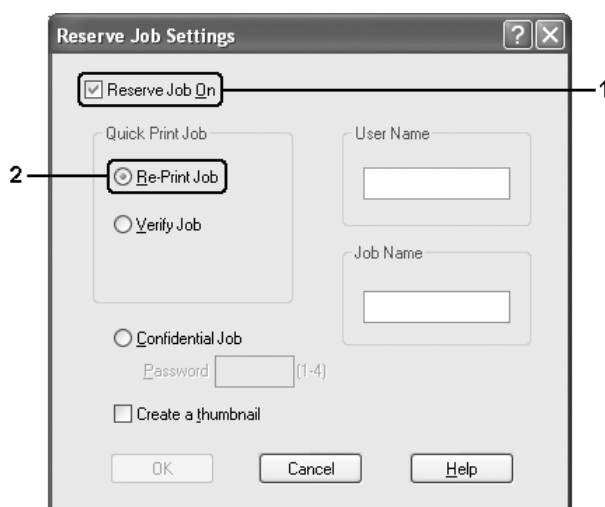 Reserve Job Settings
Reserve Job On
1
Quick Print Job
User Name
2
Re-Print Job
Verify Job
Job Name
Confidential Job
Password (1-4)
Create a thumbnail
OK Cancel Help